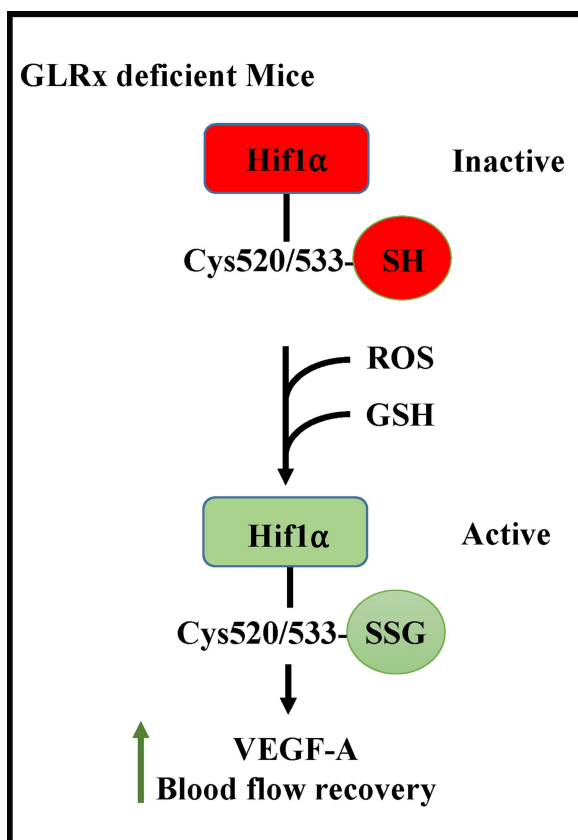 GLRx deficient Mice
Hif1α
Inactive
Cys520/533-
SH
ROS
GSH
Hif1α
Active
Cys520/533-
SSG
VEGF-A
Blood flow recovery